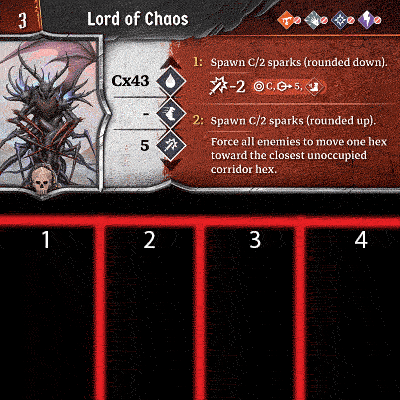 3
Lord of Chaos
Cx43
-
5
1: Spawn C/2 sparks (rounded down).
-2 C, 5,
2: Spawn C/2 sparks (rounded up).
Force all enemies to move one hex
toward the closest unoccupied
corridor hex.
1 2 3 4